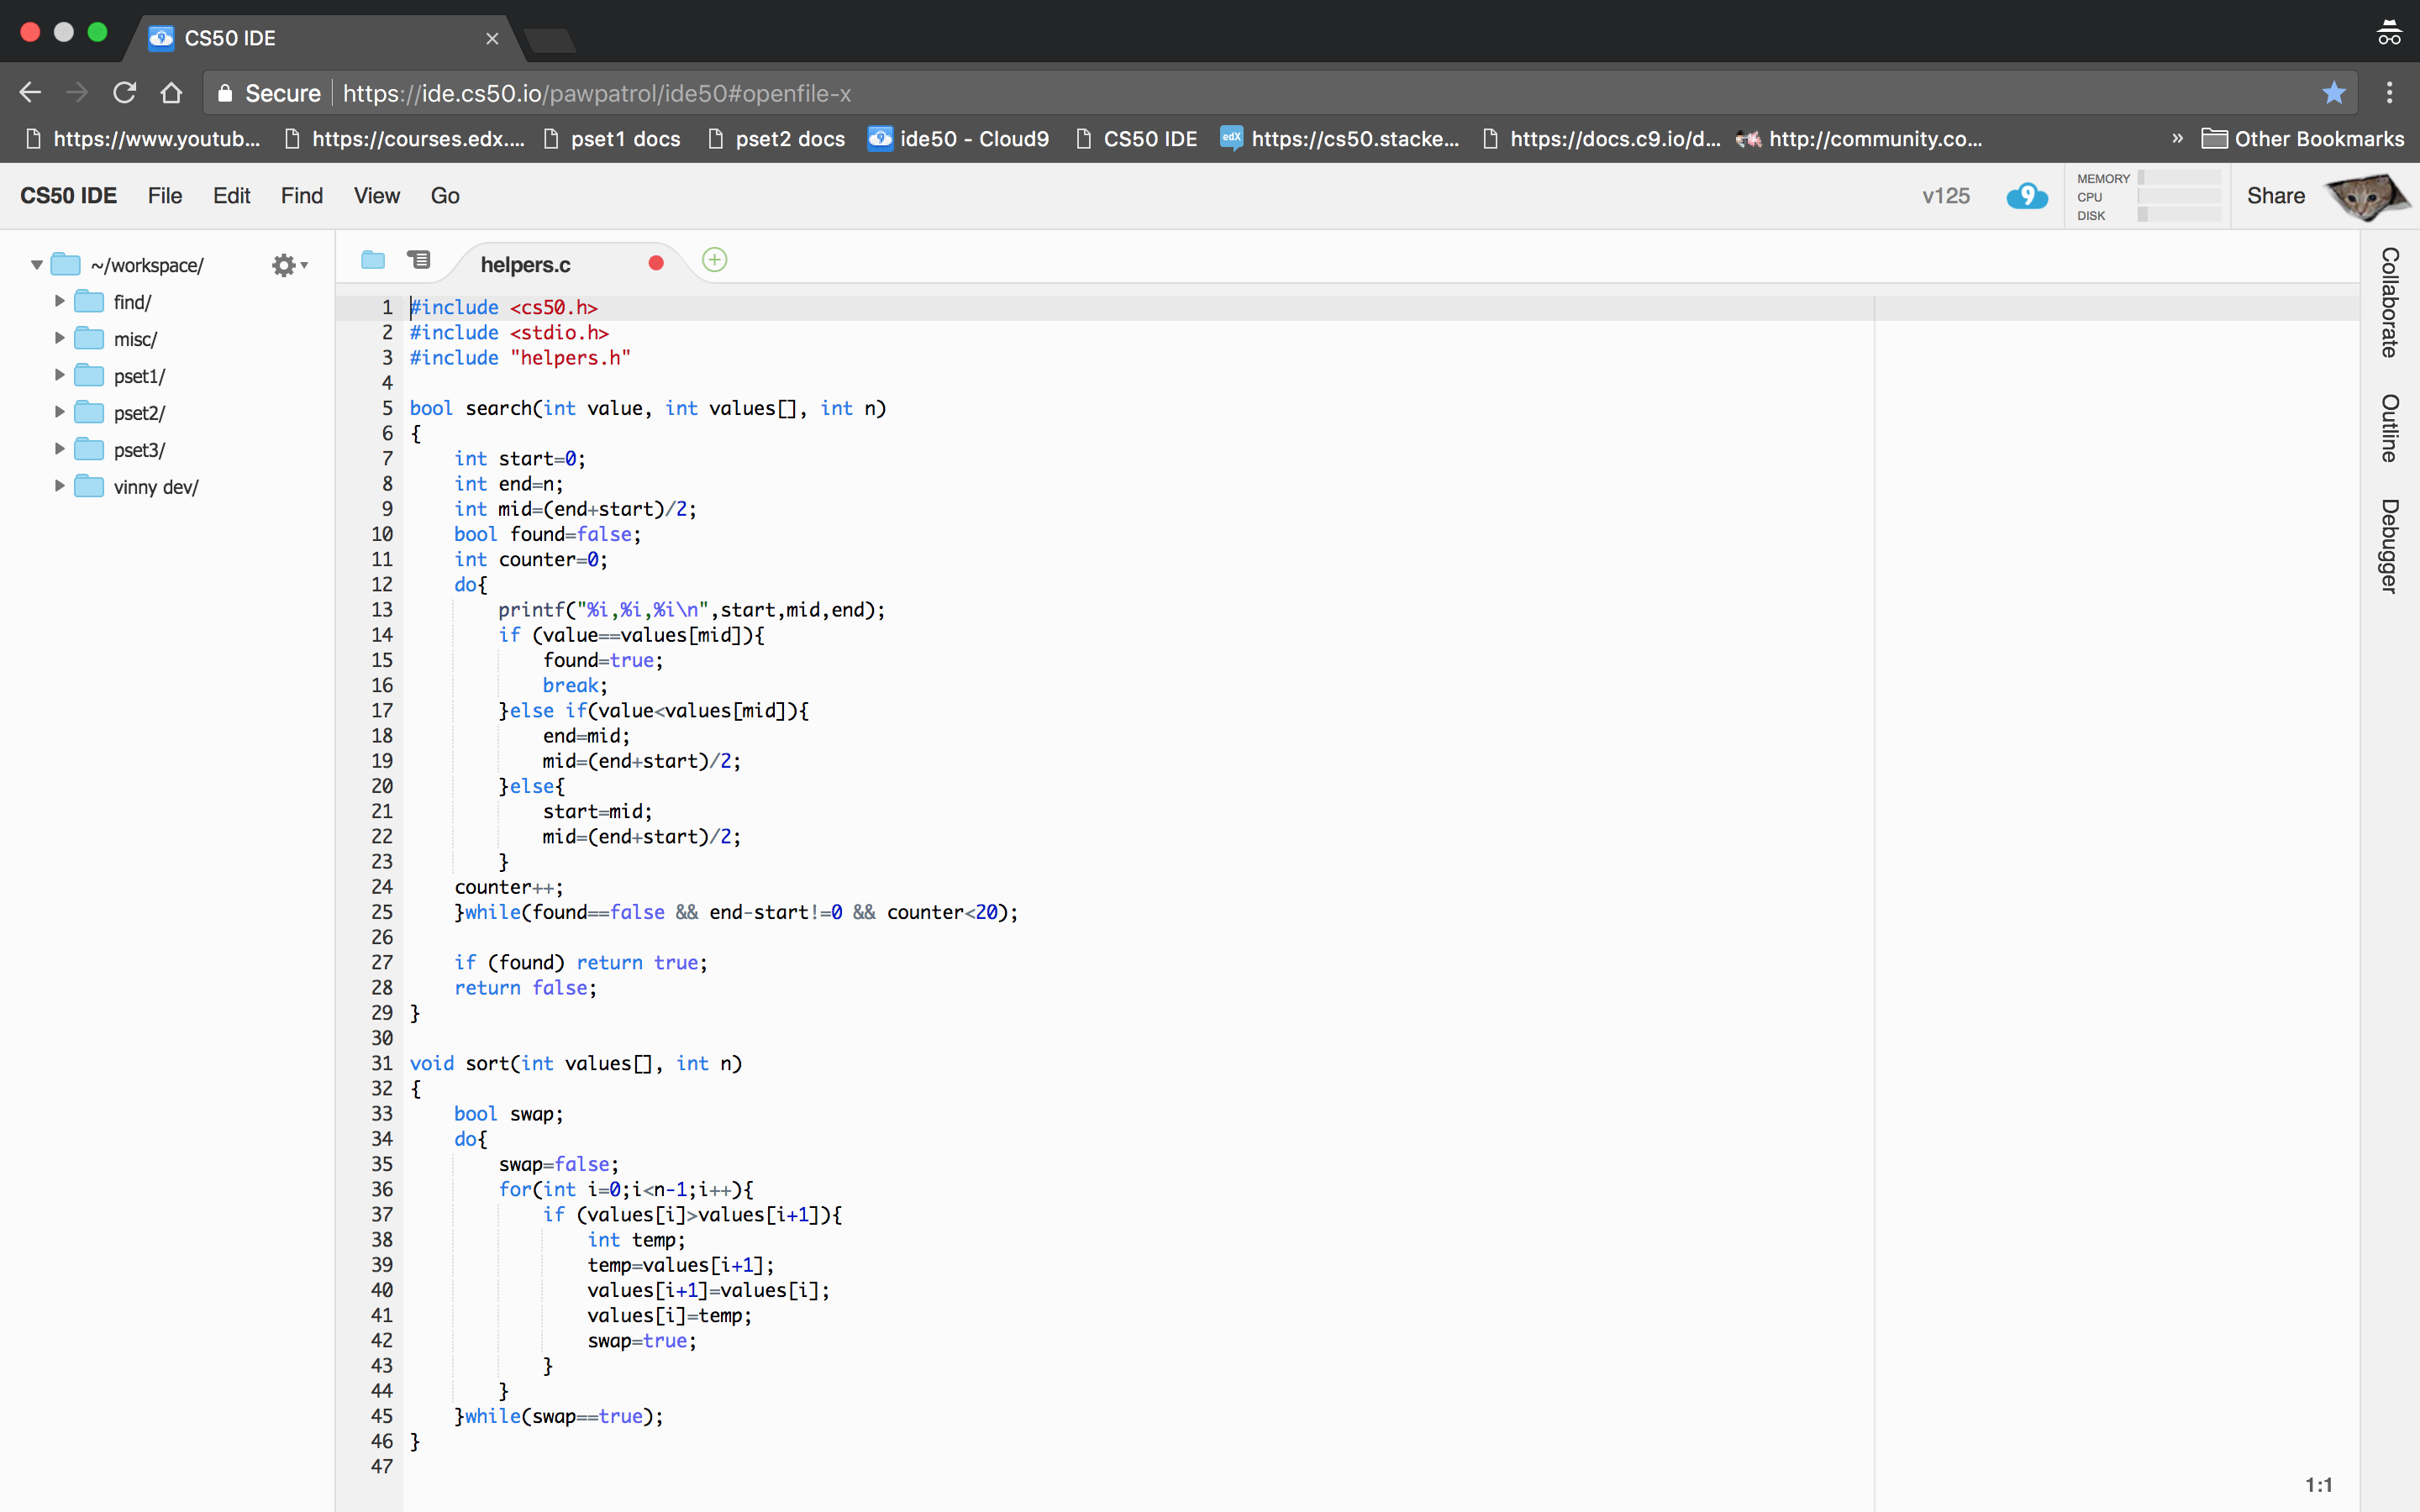 CS50 IDE
Secure https://ide.cs50.io/pawpatrol/ide50#openfile-x
https://www.youtub... https://courses.edx.... pset1 docs pset2 docs ide50 - Cloud9 CS50 IDE edX https://cs50.stacke... https://docs.c9.io/d... http://community.co... » Other Bookmarks
CS50 IDE File Edit Find View Go v125 9 MEMORY CPU DISK Share
~/workspace/
find/
misc/
pset1/
pset2/
pset3/
vinny dev/
helpers.c
1 #include <cs50.h>
2 #include <stdio.h>
3 #include "helpers.h"
4
5 bool search(int value, int values[], int n)
6 {
7     int start=0;
8     int end=n;
9     int mid=(end+start)/2;
10     bool found=false;
11     int counter=0;
12     do{
13         printf("%i,%i,%i\n",start,mid,end);
14         if (value==values[mid]){
15             found=true;
16             break;
17         }else if(value<values[mid]){
18             end=mid;
19             mid=(end+start)/2;
20         }else{
21             start=mid;
22             mid=(end+start)/2;
23         }
24     counter++;
25     }while(found==false && end-start!=0 && counter<20);
26
27     if (found) return true;
28     return false;
29 }
30
31 void sort(int values[], int n)
32 {
33     bool swap;
34     do{
35         swap=false;
36         for(int i=0;i<n-1;i++){
37             if (values[i]>values[i+1]){
38                 int temp;
39                 temp=values[i+1];
40                 values[i+1]=values[i];
41                 values[i]=temp;
42                 swap=true;
43             }
44         }
45     }while(swap==true);
46 }
47
1:1
Collaborate
Outline
Debugger